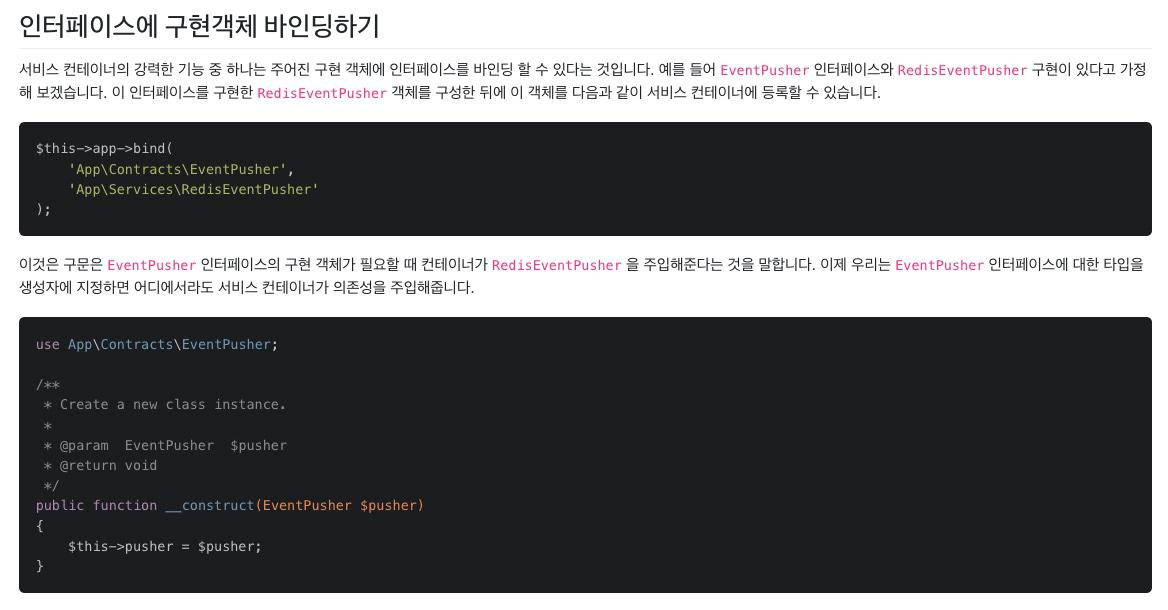 인터페이스에 구현객체 바인딩하기
서비스 컨테이너의 강력한 기능 중 하나는 주어진 구현 객체에 인터페이스를 바인딩 할 수 있다는 것입니다. 예를 들어 EventPusher 인터페이스와 RedisEventPusher 구현이 있다고 가정
해 보겠습니다. 이 인터페이스를 구현한 RedisEventPusher 객체를 구성한 뒤에 이 객체를 다음과 같이 서비스 컨테이너에 등록할 수 있습니다.
$this->app->bind(
    'App\Contracts\EventPusher',
    'App\Services\RedisEventPusher'
);
이것은 구문은 EventPusher 인터페이스의 구현 객체가 필요할 때 컨테이너가 RedisEventPusher 을 주입해준다는 것을 말합니다. 이제 우리는 EventPusher 인터페이스에 대한 타입을
생성자에 지정하면 어디에서라도 서비스 컨테이너가 의존성을 주입해줍니다.
use App\Contracts\EventPusher;
/**
 * Create a new class instance.
 *
 * @param  EventPusher  $pusher
 * @return void
 */
public function __construct(EventPusher $pusher)
{
    $this->pusher = $pusher;
}